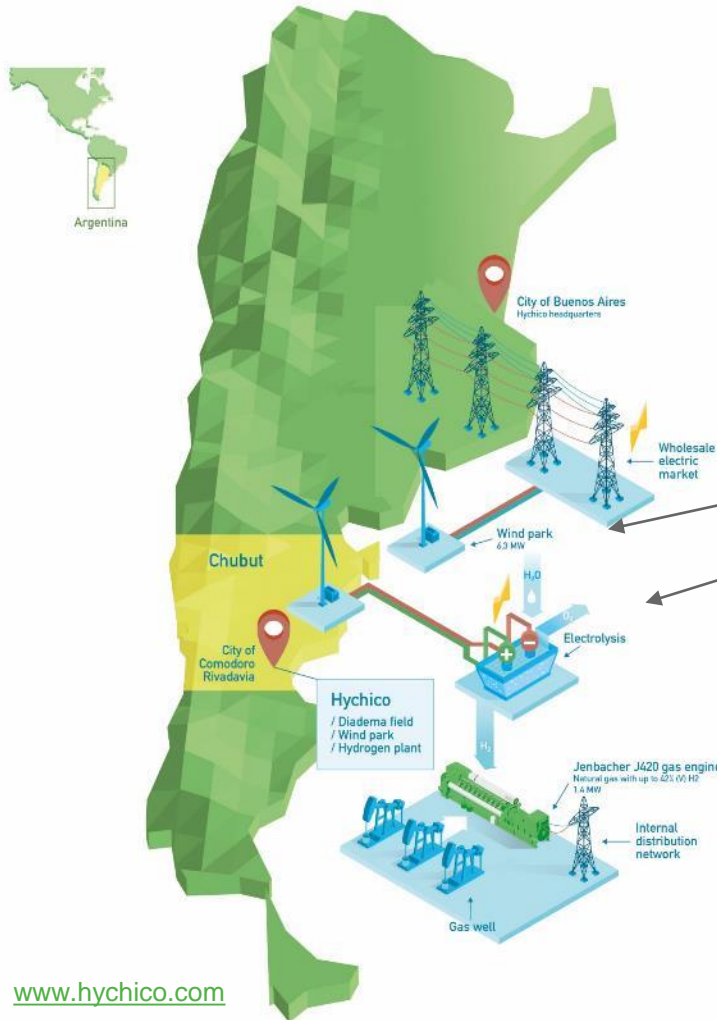 Argentina
City of Buenos Aires
Hychico headquarters
Wholesale
electric
market
Wind park
6.3 MW
Chubut
H₂O
O₂
Electrolysis
City of
Comodoro
Rivadavia
Hychico
/ Diadema field
/ Wind park
/ Hydrogen plant
H₂
Jenbacher J420 gas engine
Natural gas with up to 42% (V) H2
1.4 MW
Internal
distribution
network
Gas well
www.hychico.com